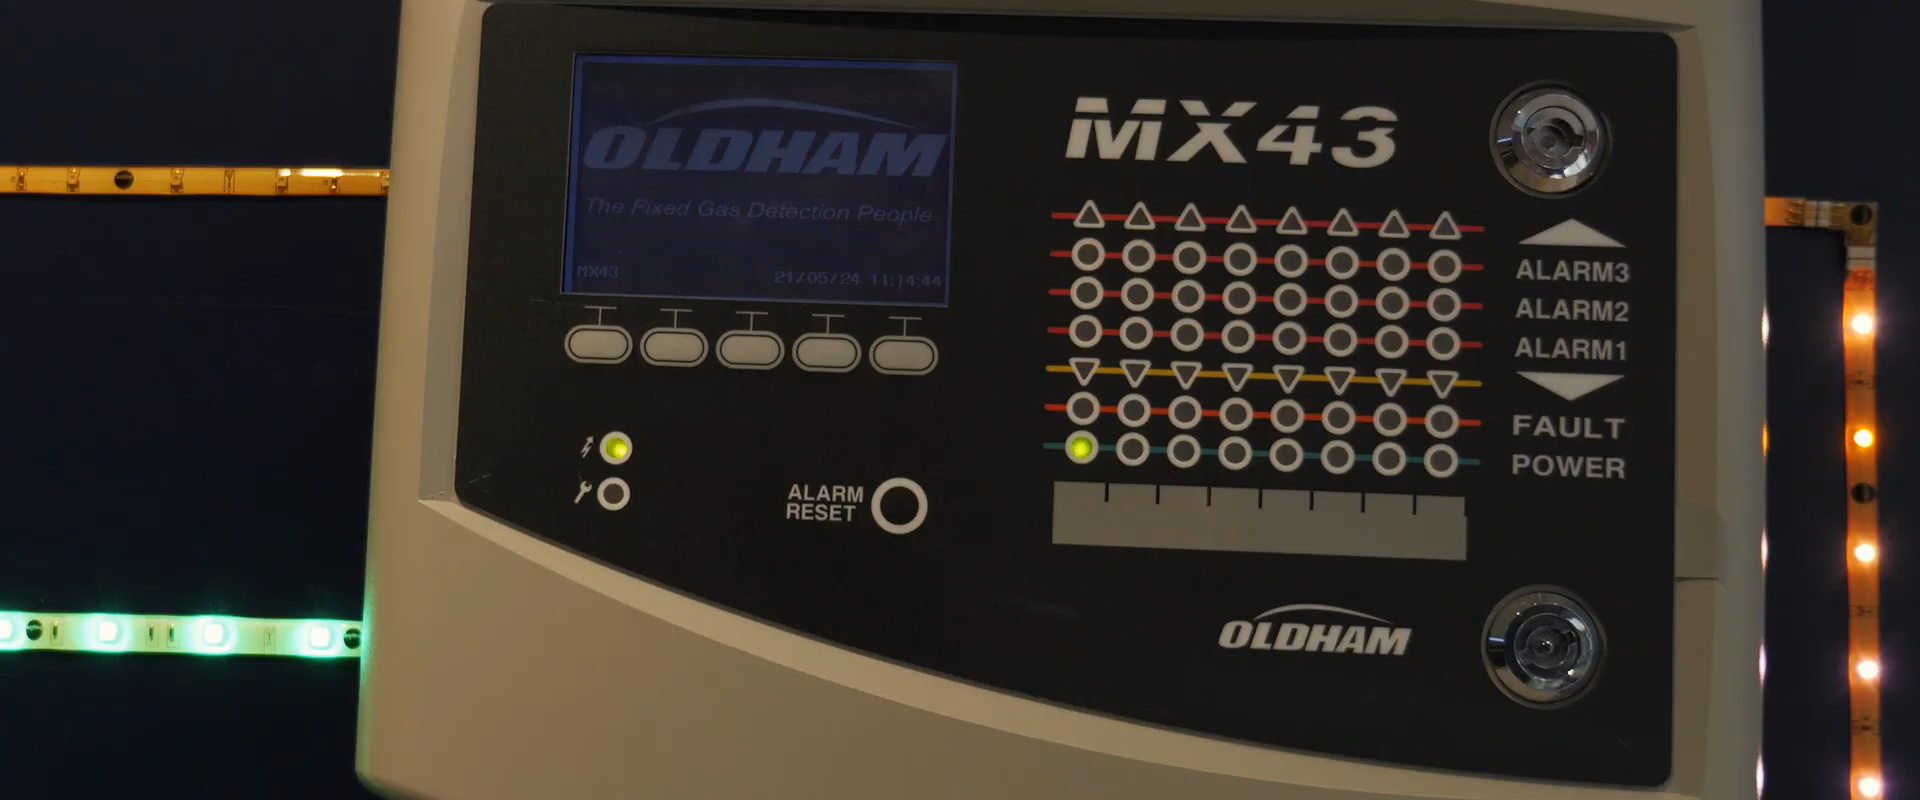 OLDHAM
The Fixed Gas Detection People
MX43
21/05/24 11:14:44
MX43
ALARM3
ALARM2
ALARM1
FAULT
POWER
ALARM
RESET
OLDHAM